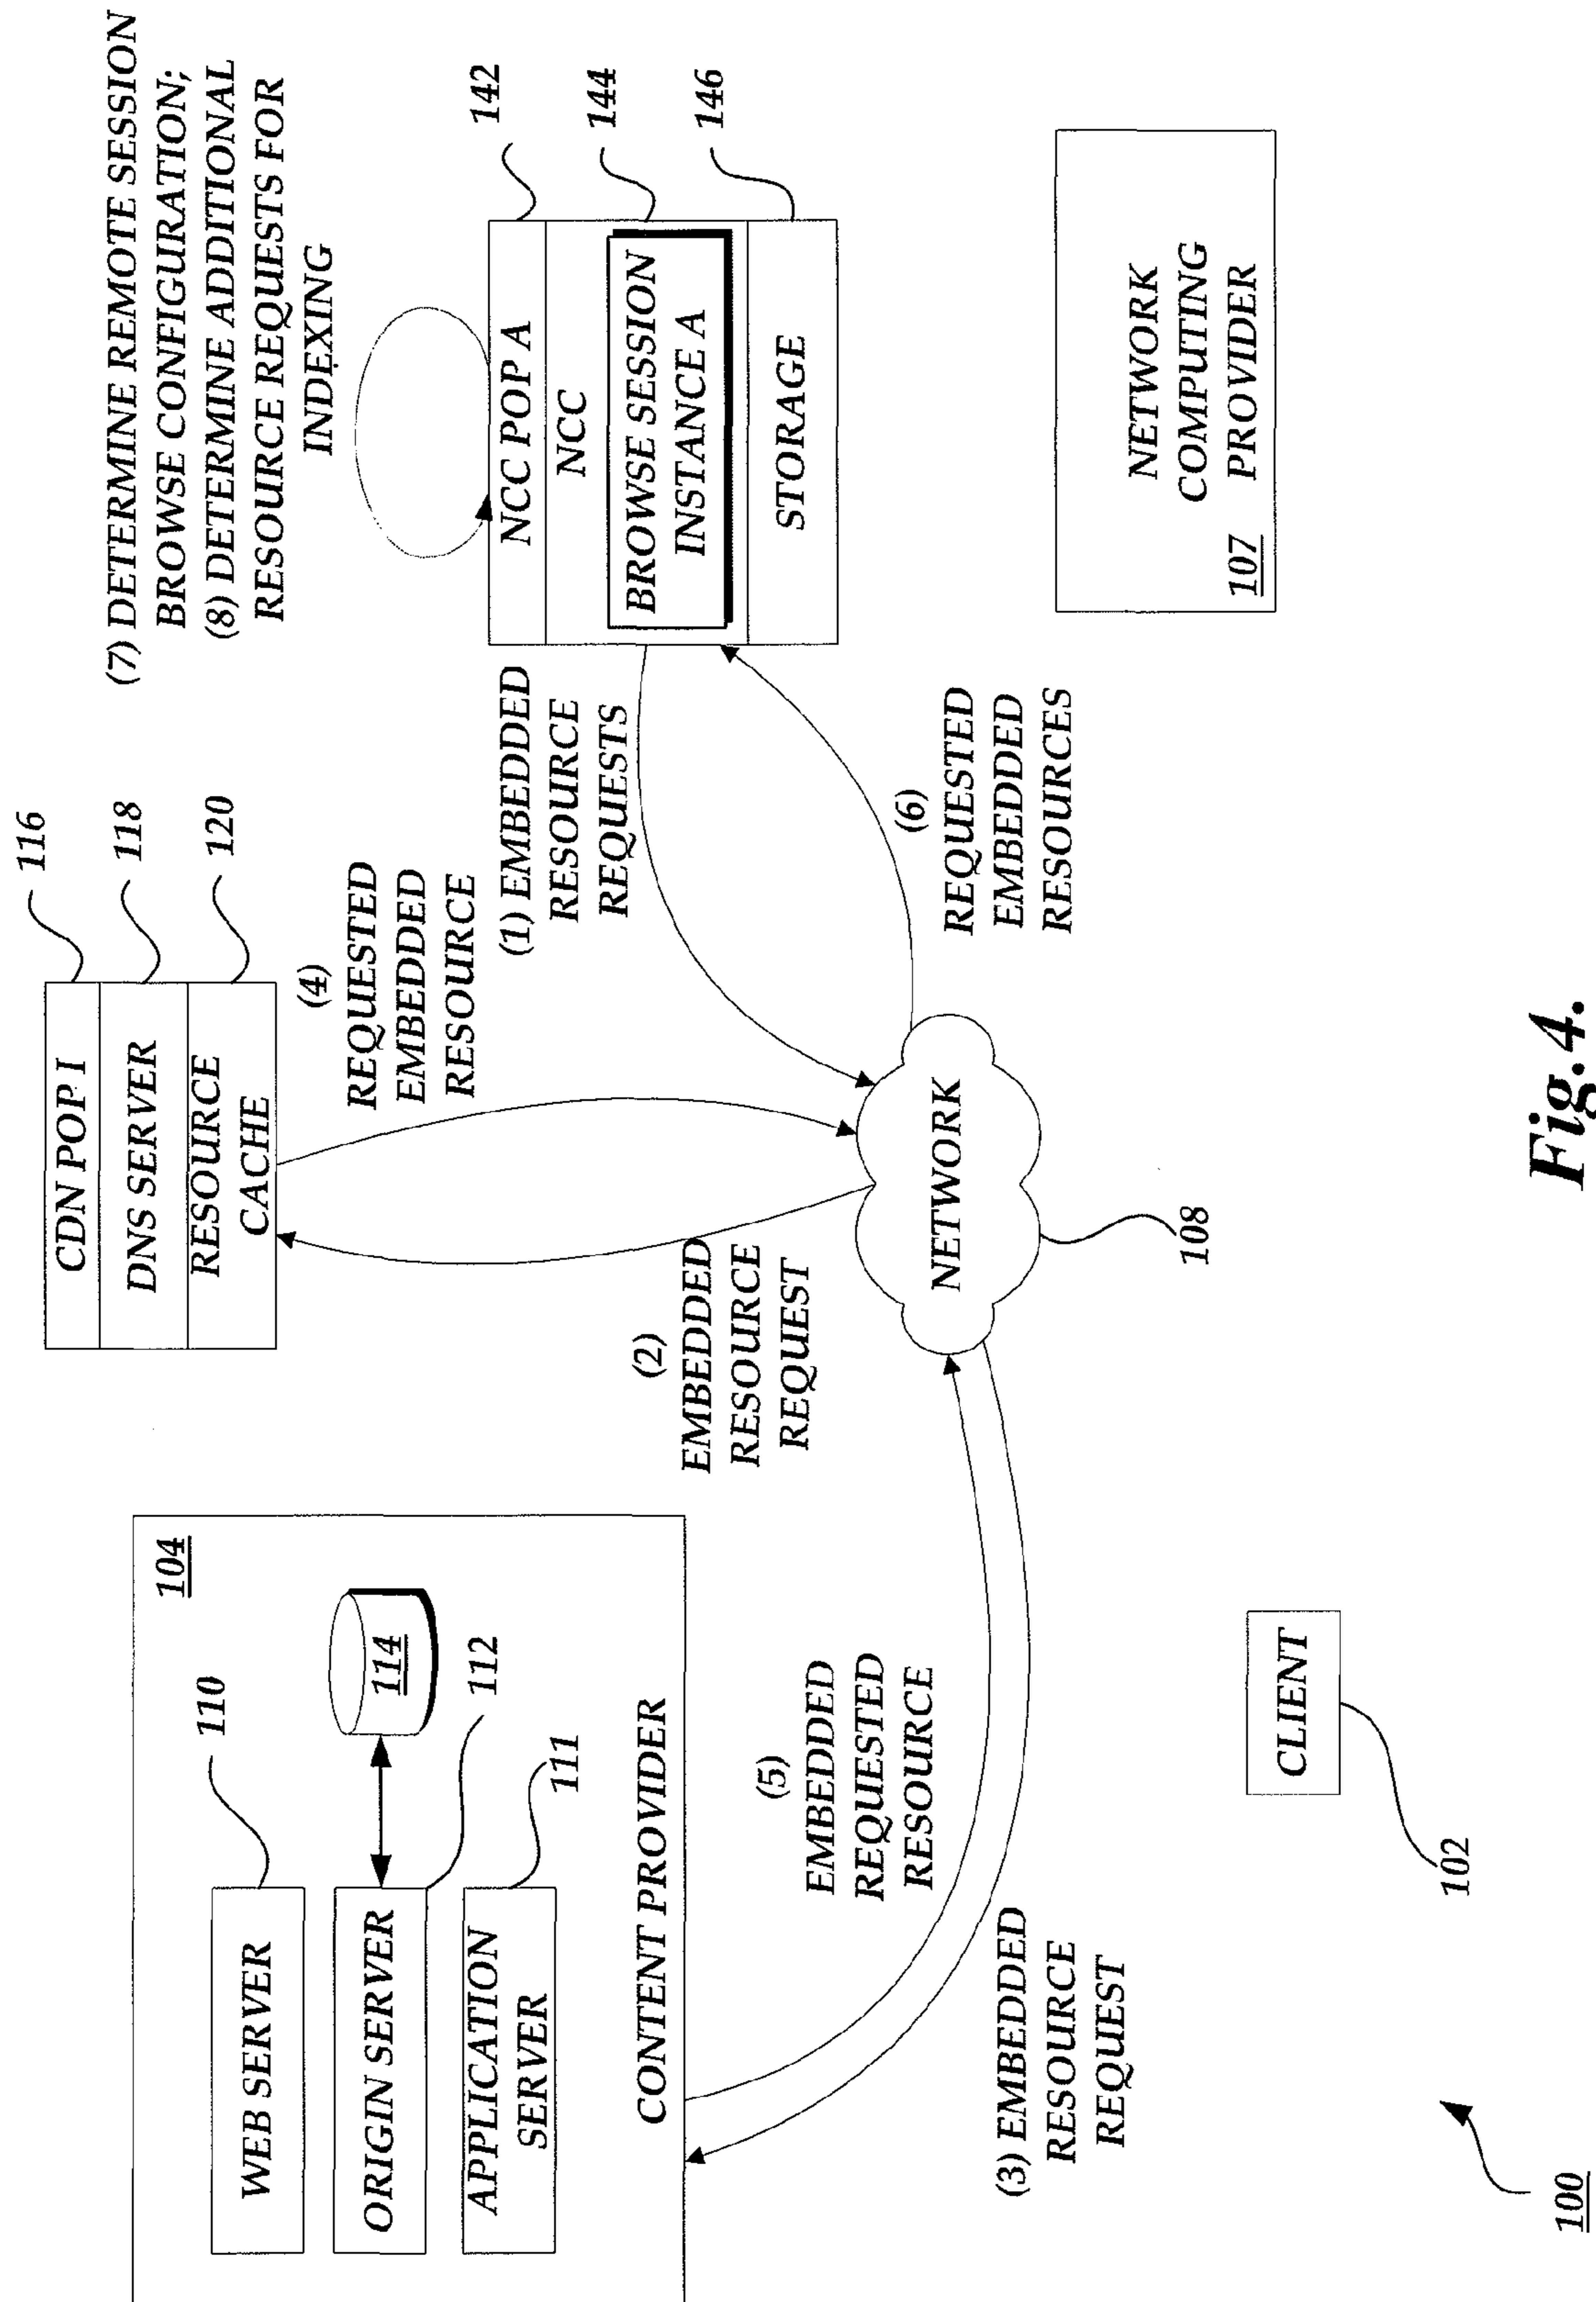 104
WEB SERVER
110
ORIGIN SERVER
114
112
APPLICATION
SERVER
111
CONTENT PROVIDER
CDN POP I
DNS SERVER
RESOURCE
CACHE
116
118
120
(7) DETERMINE REMOTE SESSION
BROWSE CONFIGURATION;
(8) DETERMINE ADDITIONAL
RESOURCE REQUESTS FOR
INDEXING
NCC POP A
NCC
BROWSE SESSION
INSTANCE A
STORAGE
142
144
146
(4)
REQUESTED
EMBEDDED
RESOURCE
(1) EMBEDDED
RESOURCE
REQUESTS
(2)
EMBEDDED
RESOURCE
REQUEST
(6)
REQUESTED
EMBEDDED
RESOURCES
(5)
EMBEDDED
REQUESTED
RESOURCE
(3) EMBEDDED
RESOURCE
REQUEST
NETWORK
108
NETWORK
COMPUTING
PROVIDER
107
CLIENT
102
100
Fig.4.